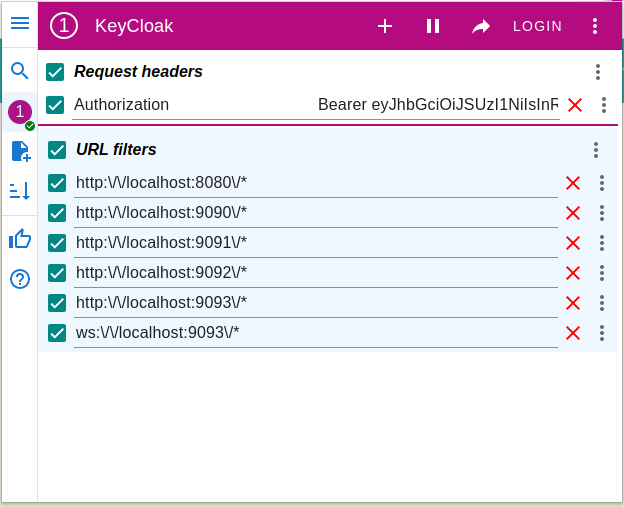 1 KeyCloak LOGIN
Request headers
1
Authorization Bearer eyJhbGciOiJSUzI1NiIsInR
URL filters
http:\/\/localhost:8080\/*
http:\/\/localhost:9090\/*
http:\/\/localhost:9091\/*
http:\/\/localhost:9092\/*
http:\/\/localhost:9093\/*
ws:\/\/localhost:9093\/*